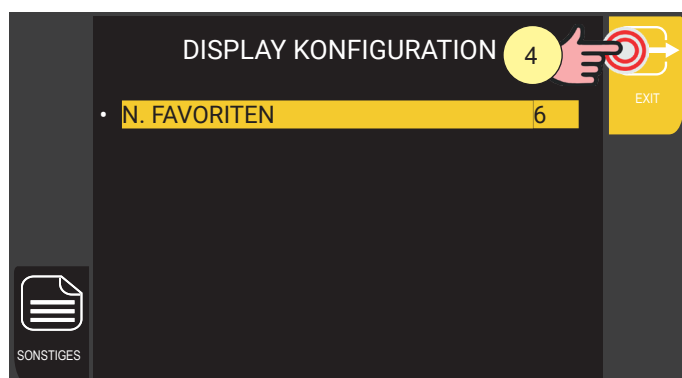 DISPLAY KONFIGURATION
4
EXIT
• N. FAVORITEN 6
SONSTIGES